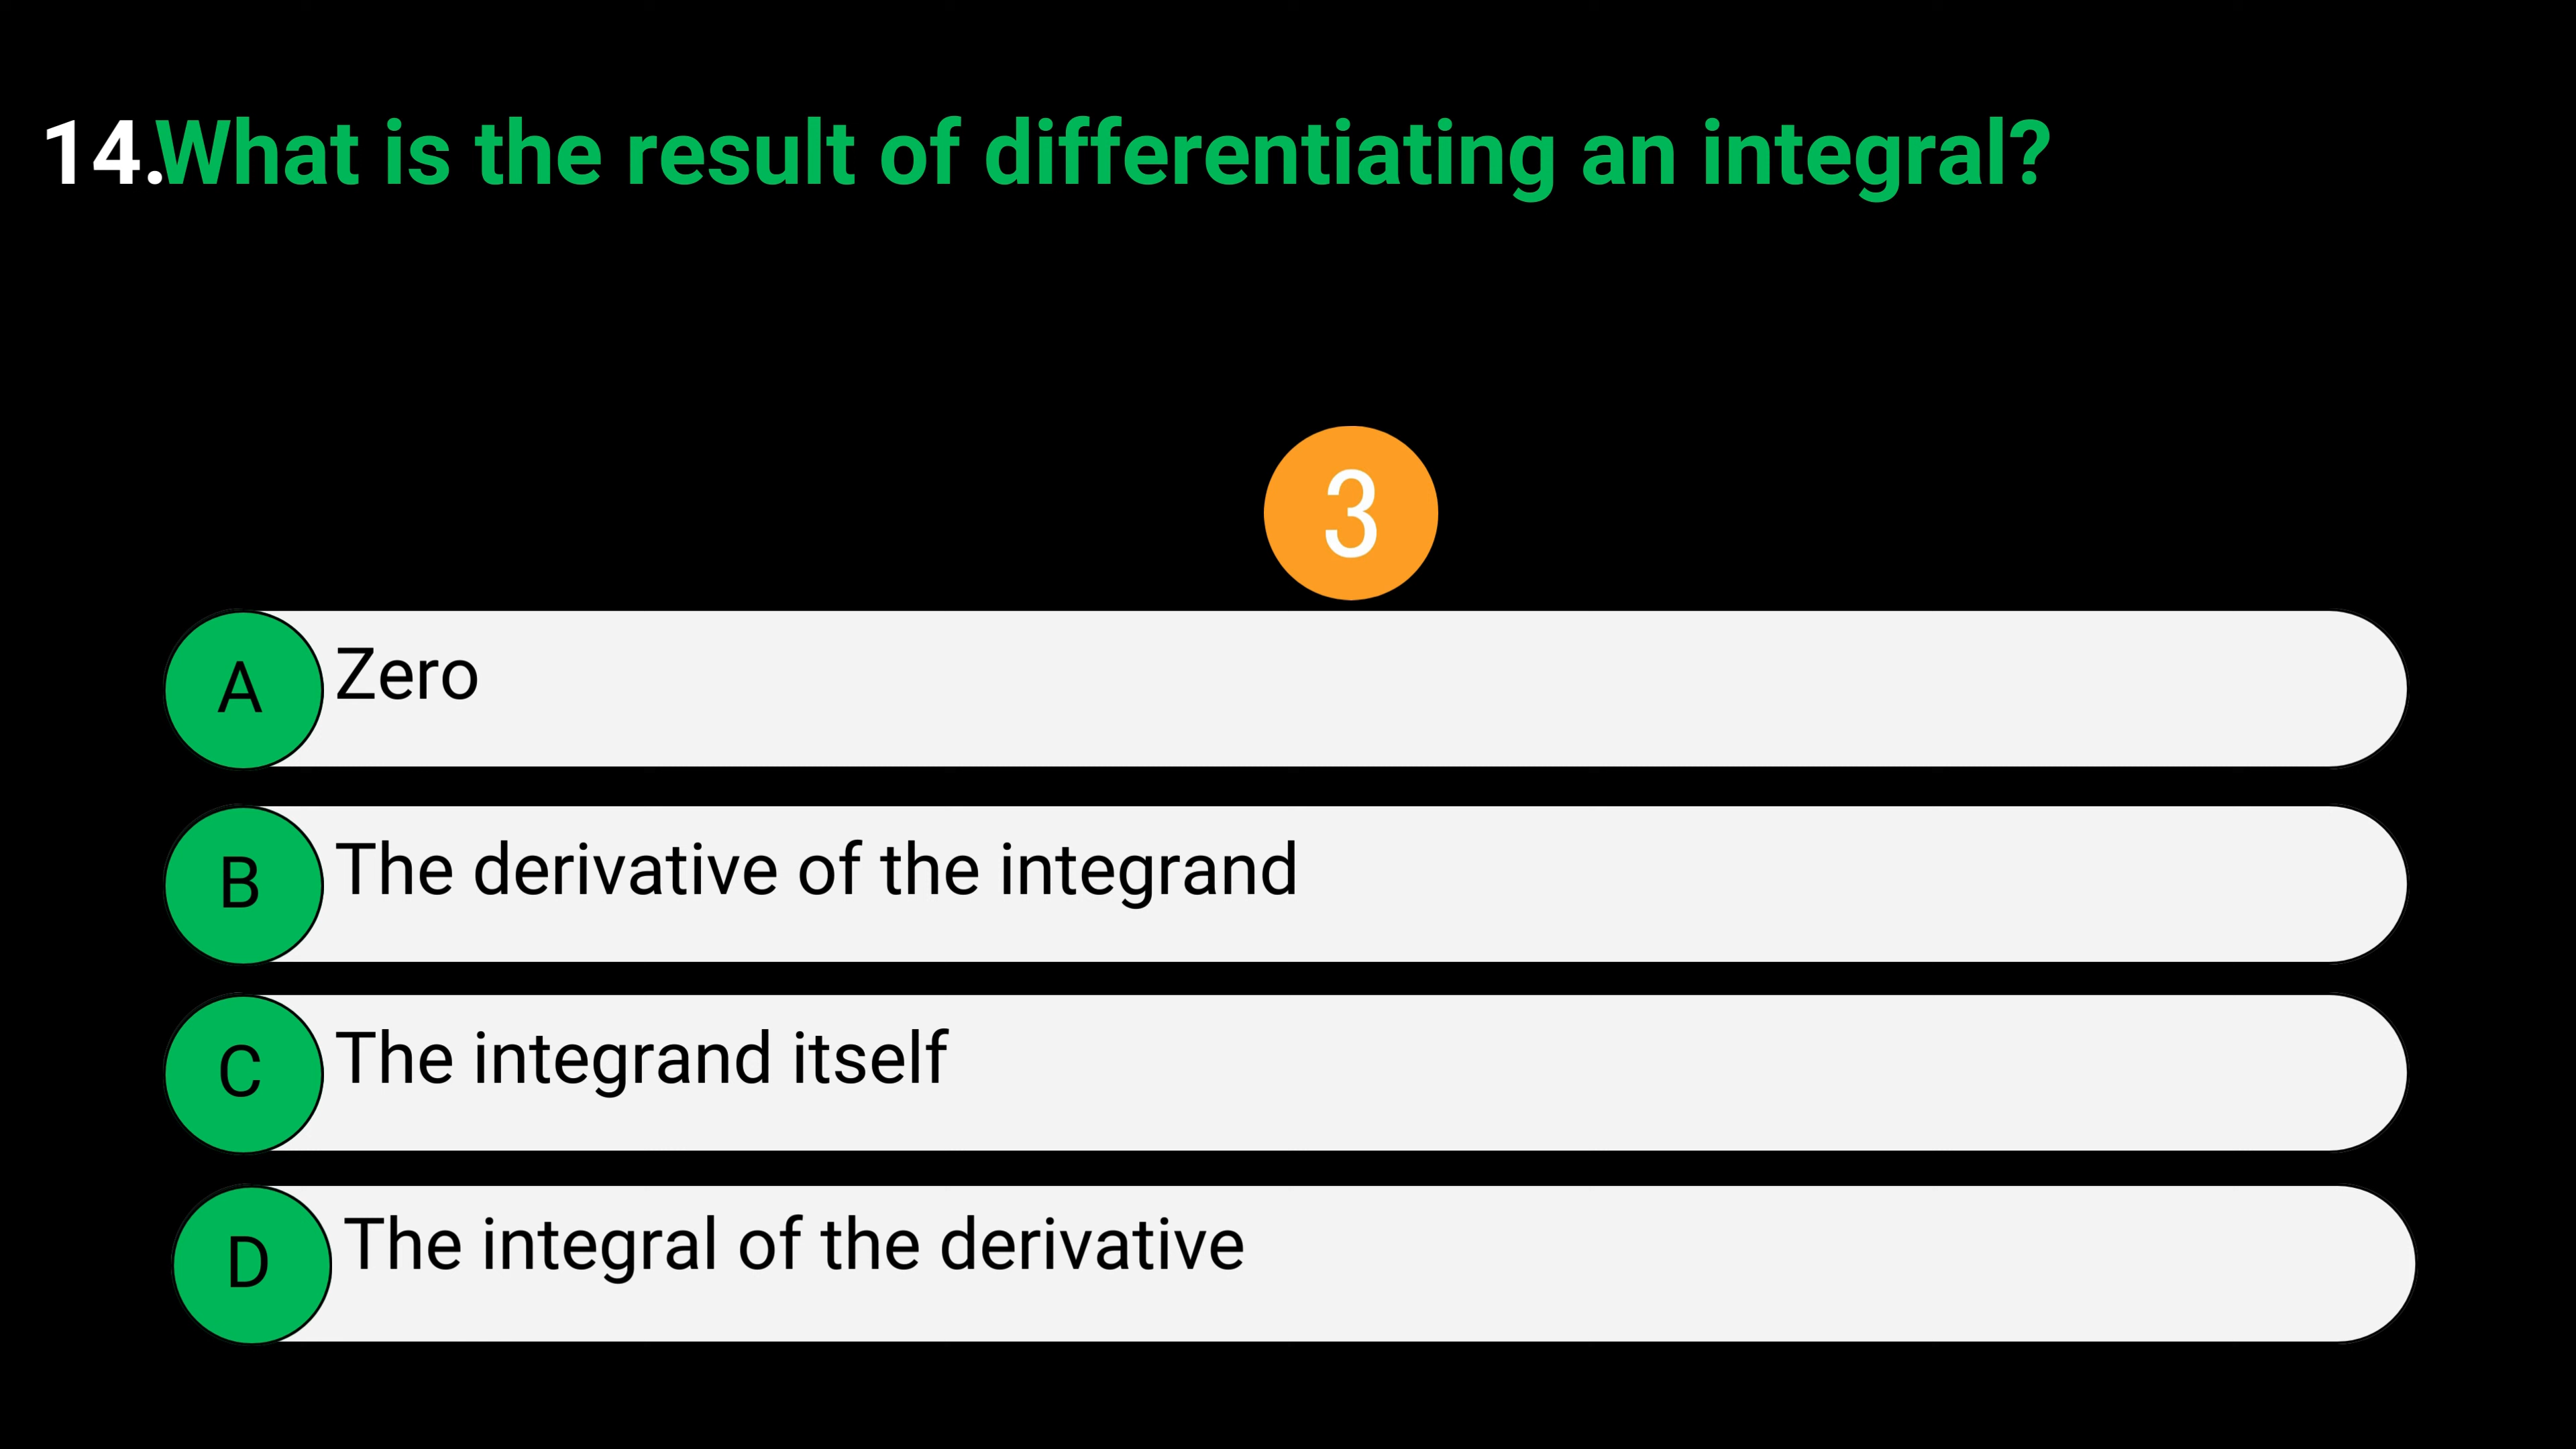 14.What is the result of differentiating an integral?
3
A Zero
B The derivative of the integrand
C The integrand itself
D The integral of the derivative